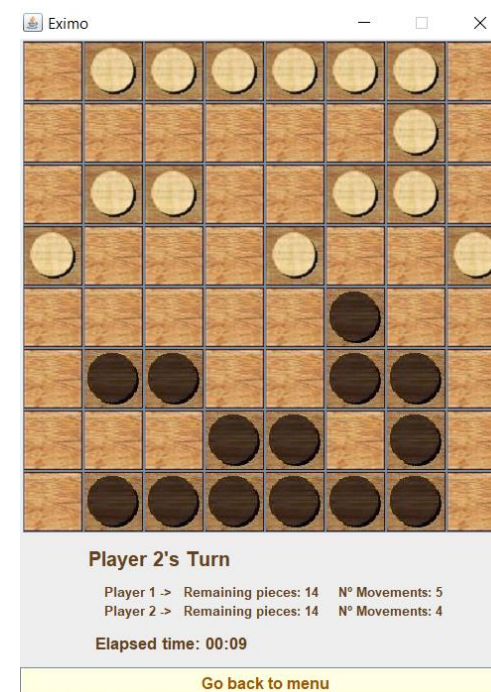 Eximo
Player 2's Turn
Player 1 -> Remaining pieces: 14 Nº Movements: 5
Player 2 -> Remaining pieces: 14 Nº Movements: 4
Elapsed time: 00:09
Go back to menu